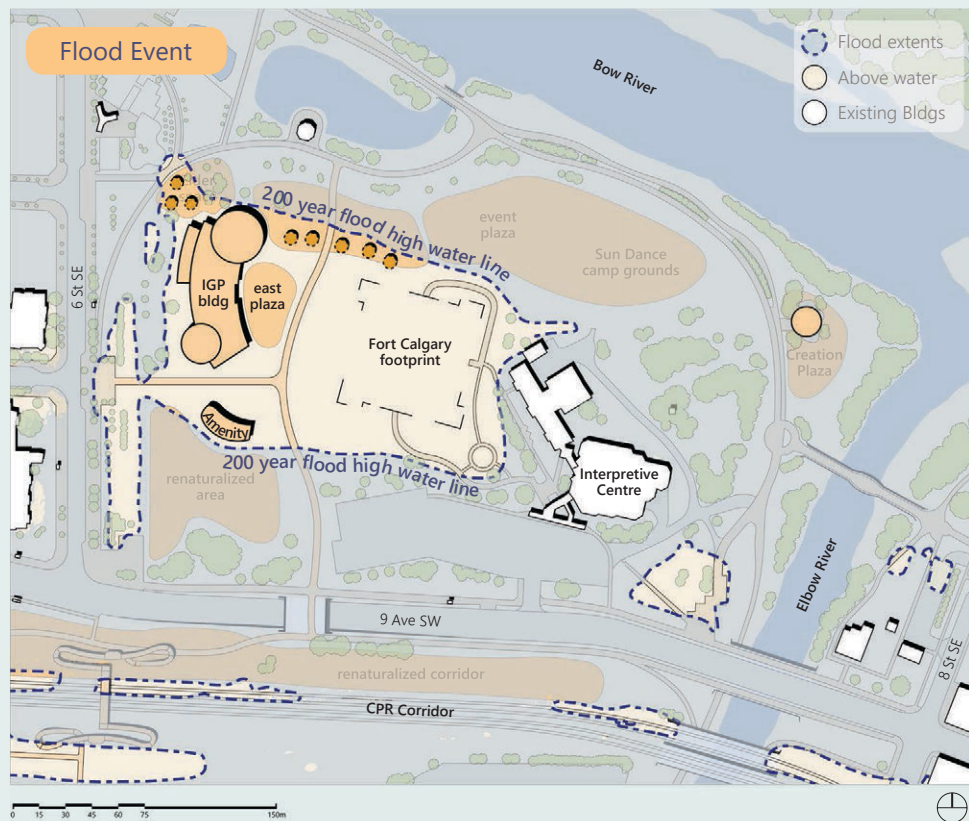 Flood Event
Flood extents
Above water
Existing Bldgs
Bow River
6 St SE
200 year flood high water line
event
plaza
Sun Dance
camp grounds
IGP
bldg
east
plaza
Fort Calgary
footprint
Creation
Plaza
Amenity
200 year flood high water line
renaturalized
area
Interpretive
Centre
Elbow River
9 Ave SW
8 St SE
renaturalized corridor
CPR Corridor
0 15 30 45 60 75 150m